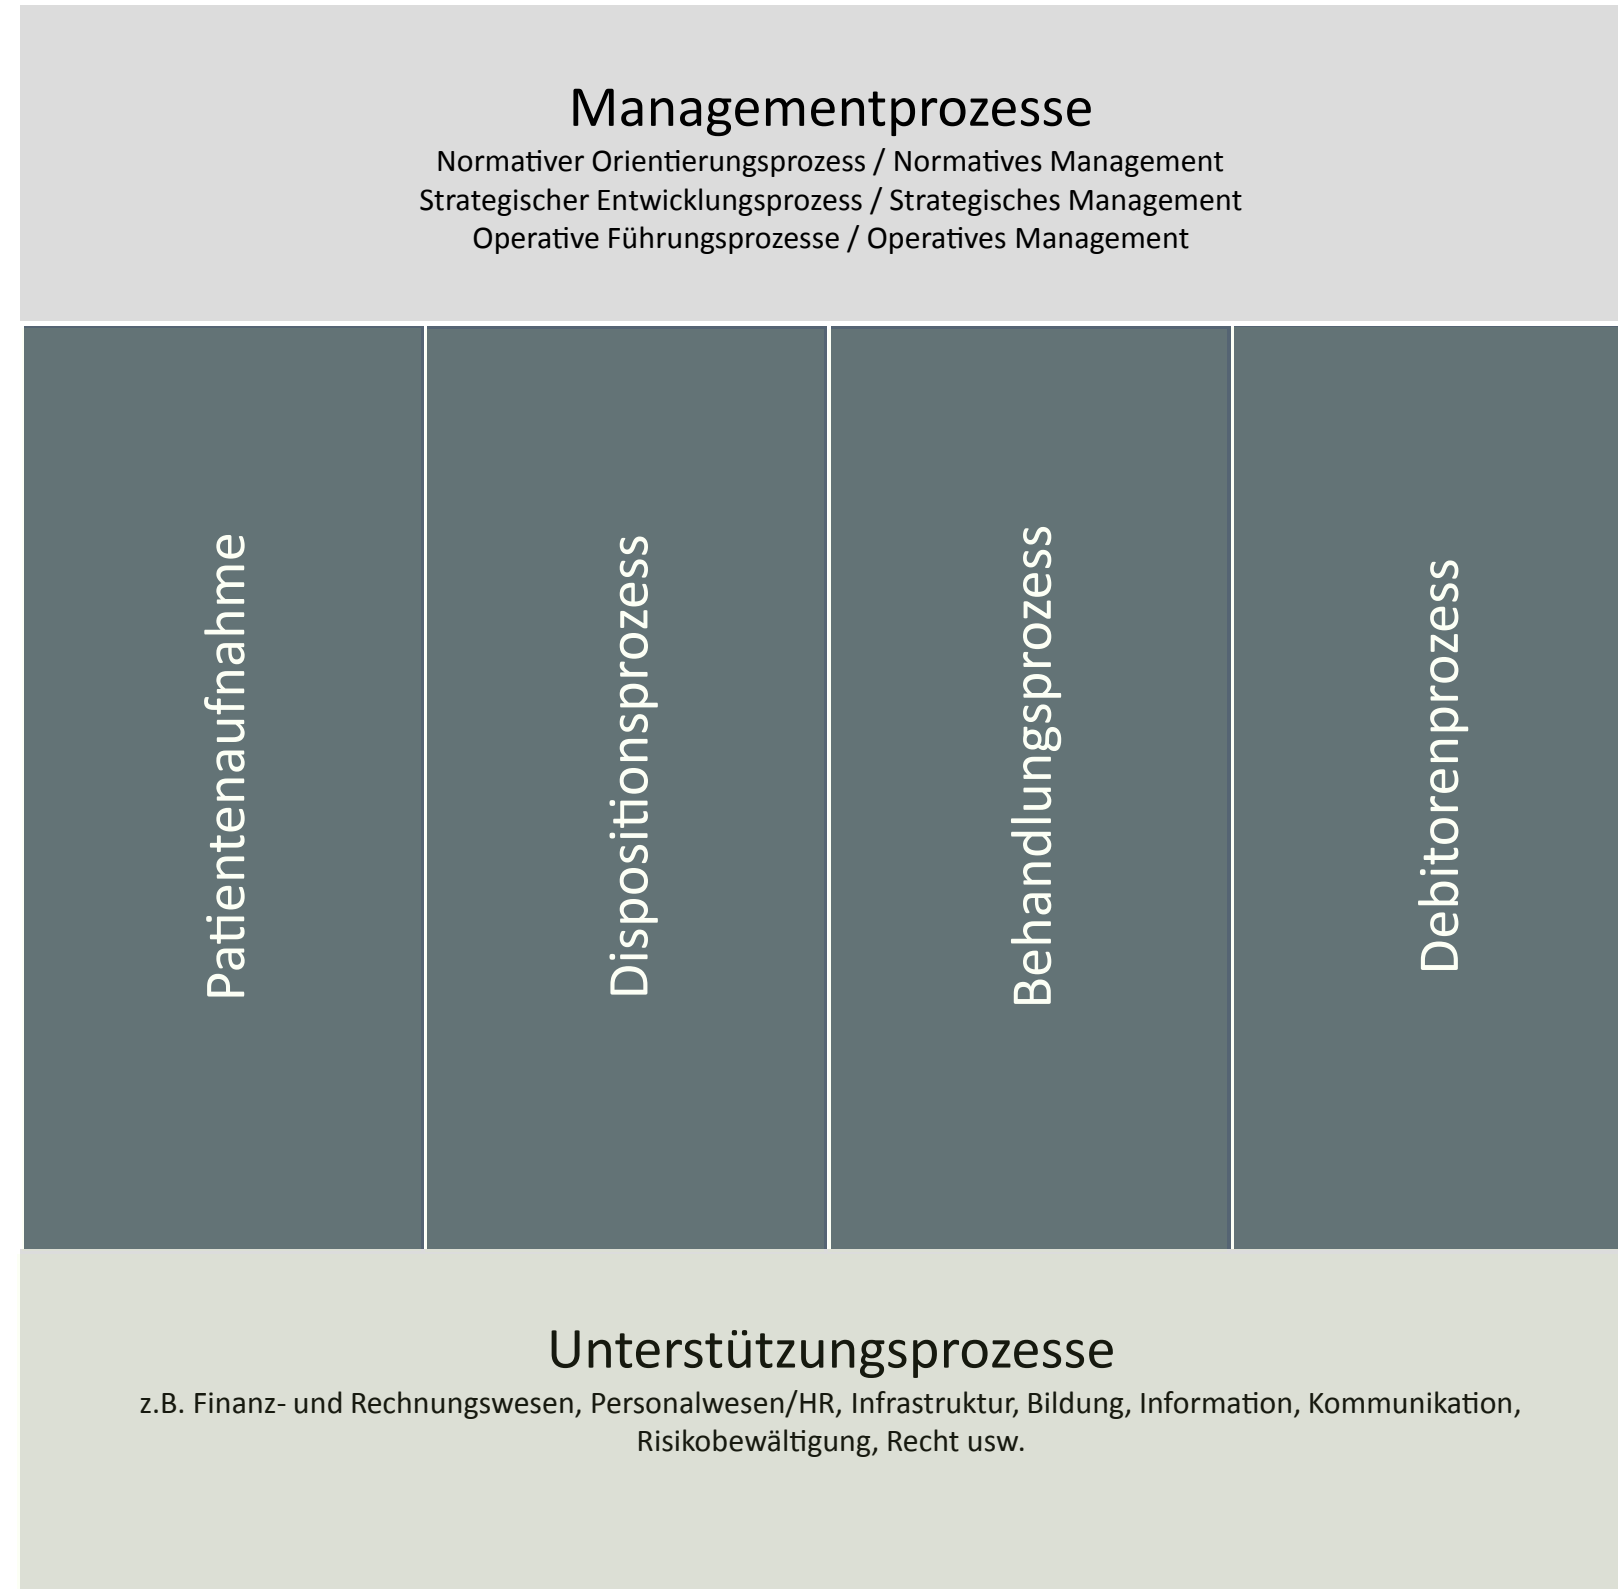 Managementprozesse
Normativer Orientierungsprozess / Normatives Management
Strategischer Entwicklungsprozess / Strategisches Management
Operative Führungsprozesse / Operatives Management
Patientenaufnahme
Dispositionsprozess
Behandlungsprozess
Debitorenprozess
Unterstützungsprozesse
z.B. Finanz- und Rechnungswesen, Personalwesen/HR, Infrastruktur, Bildung, Information, Kommunikation,
Risikobewältigung, Recht usw.